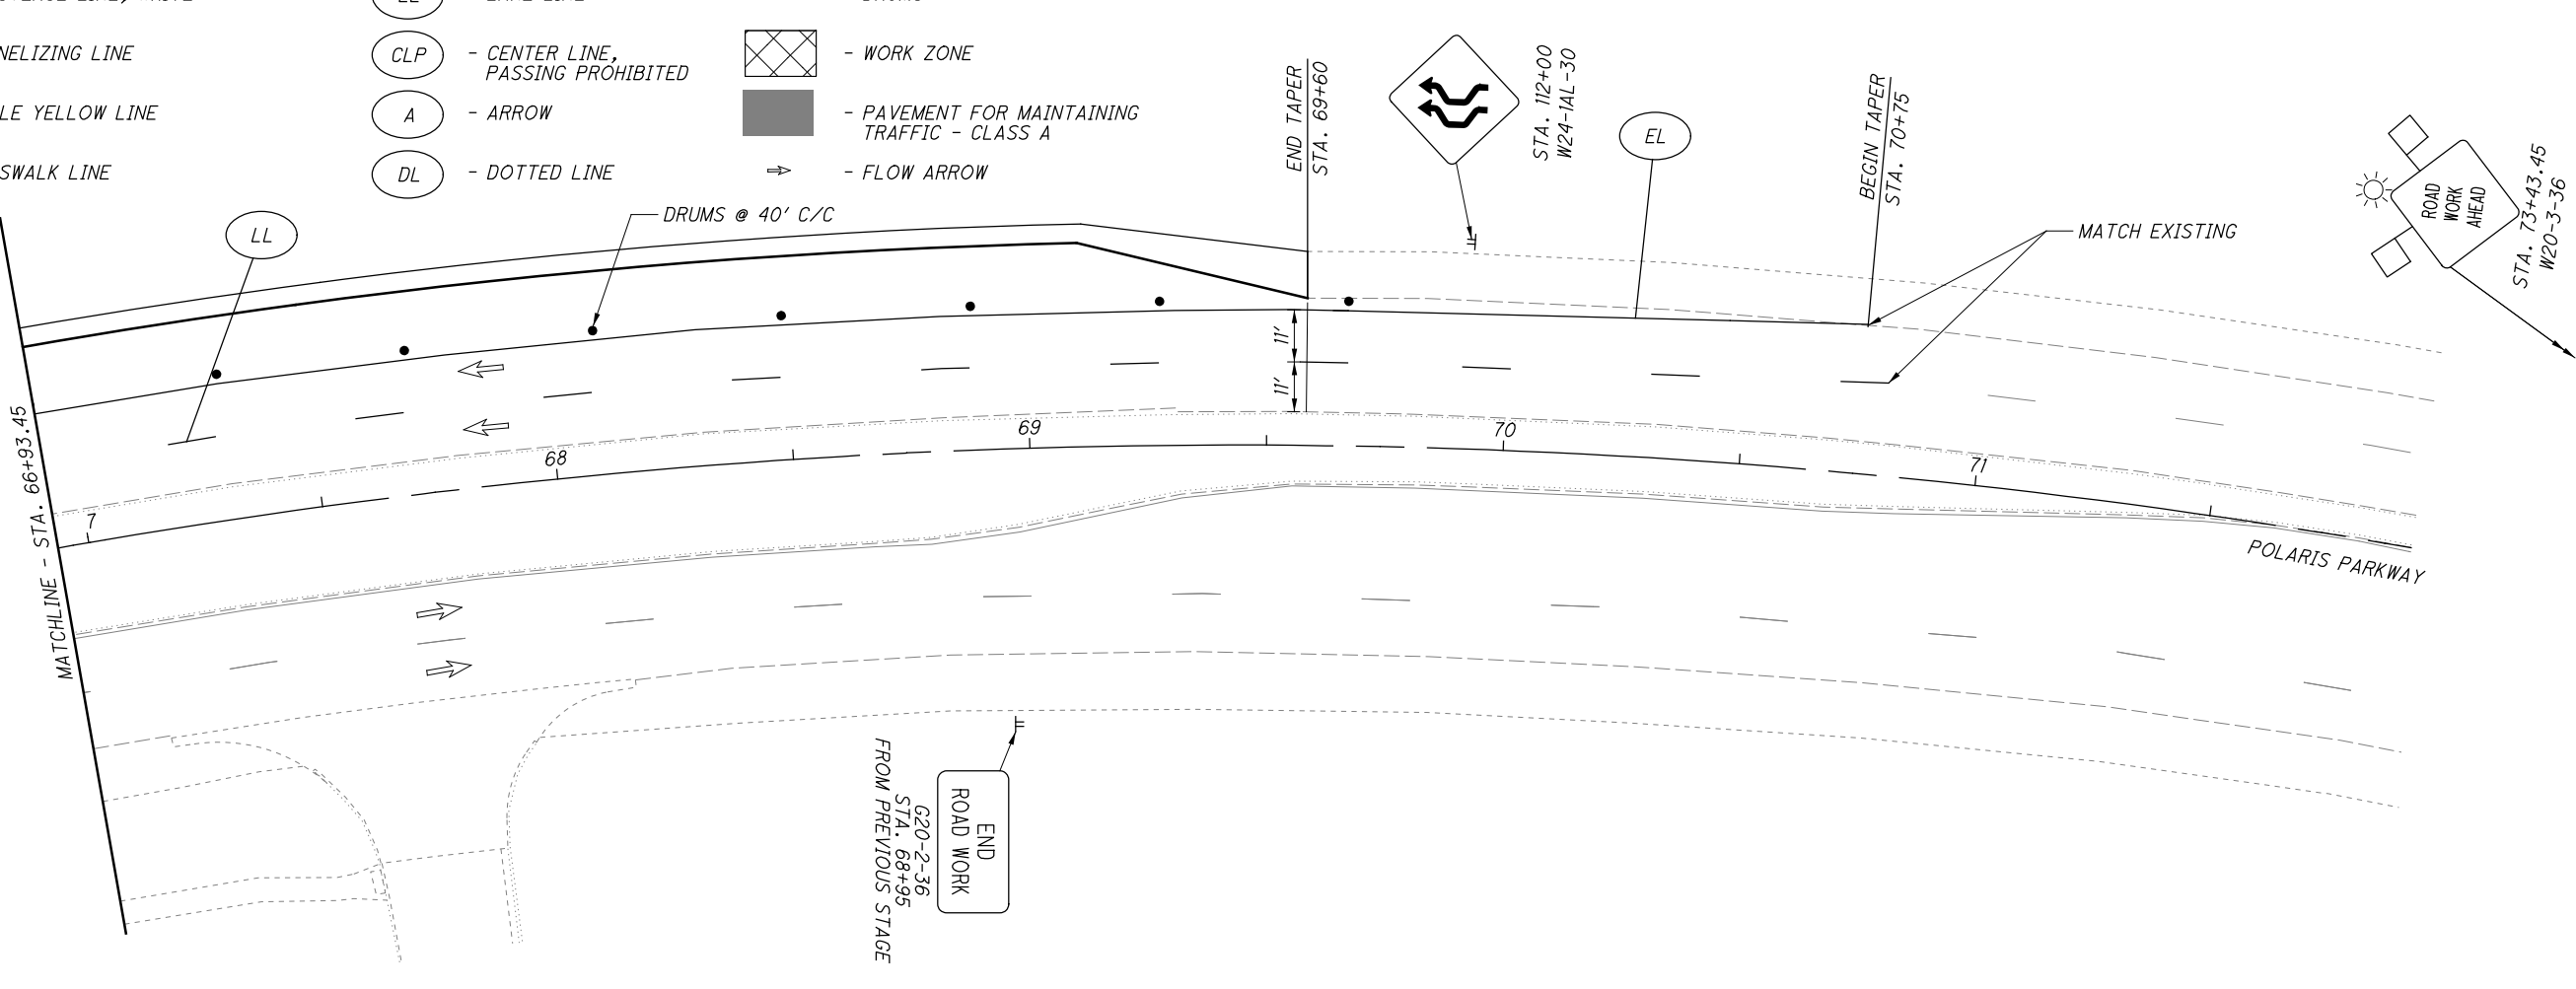 LANE LINE
NELIZING LINE
CLP
- CENTER LINE,
PASSING PROHIBITED
- WORK ZONE
LE YELLOW LINE
A
- ARROW
- PAVEMENT FOR MAINTAINING
TRAFFIC - CLASS A
SWALK LINE
DL
- DOTTED LINE
- FLOW ARROW
LL
DRUMS @ 40' C/C
END TAPER
STA. 69+60
STA. 112+00
W24-1AL-30
EL
BEGIN TAPER
STA. 70+75
MATCH EXISTING
ROAD
WORK
AHEAD
STA. 73+43.45
W20-3-36
11'
11'
MATCHLINE - STA. 66+93.45
7
68
69
70
71
POLARIS PARKWAY
END
ROAD WORK
G20-2-36
STA. 68+95
FROM PREVIOUS STAGE